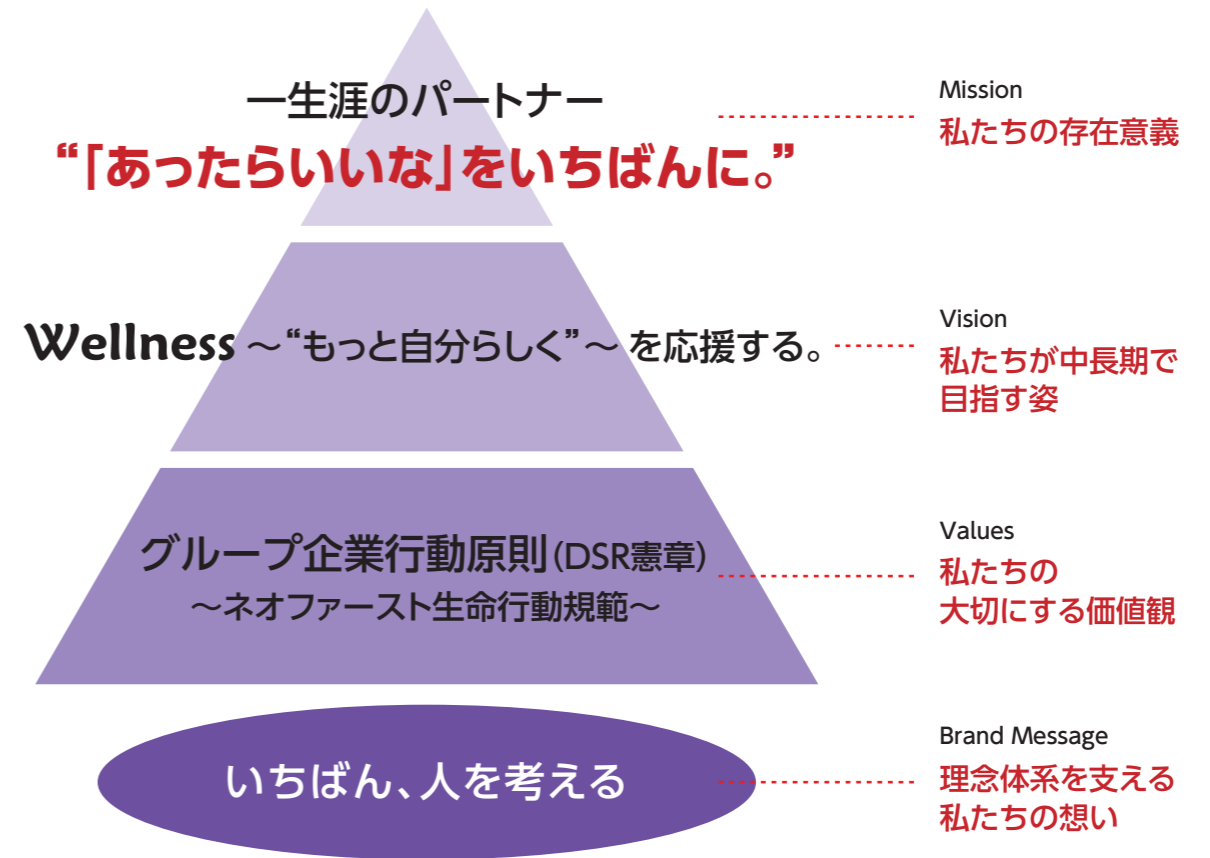 一生涯のパートナー
“「あったらいいな」をいちばんに。”
Mission
私たちの存在意義
Wellness ～“もっと自分らしく”～ を応援する。
Vision
私たちが中長期で
目指す姿
グループ企業行動原則(DSR憲章)
～ネオファースト生命行動規範～
Values
私たちの
大切にする価値観
いちばん、人を考える
Brand Message
理念体系を支える
私たちの想い